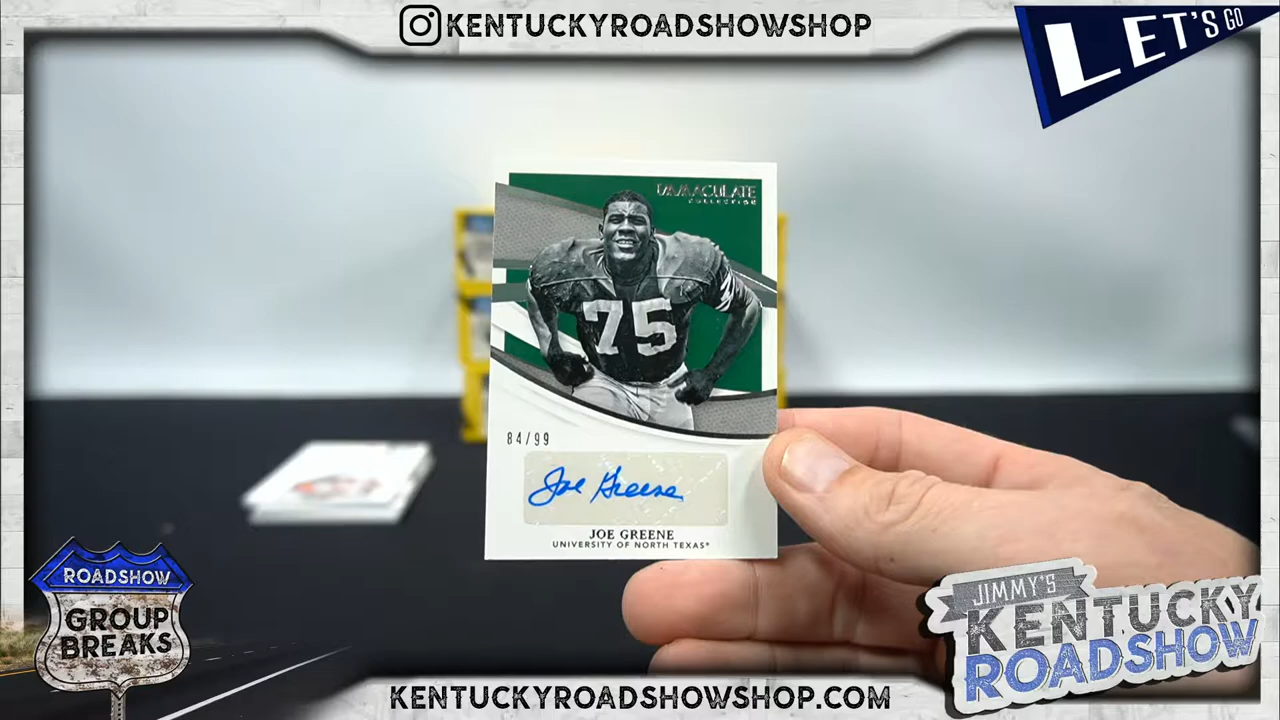 KENTUCKYROADSHOWSHOP
LET'S GO
IMMACULATE
COLLECTION
75
84/99
Joe Greene
JOE GREENE
UNIVERSITY OF NORTH TEXAS*
ROADSHOW
GROUP
BREAKS
JIMMY'S
KENTUCKY
ROADSHOW
KENTUCKYROADSHOWSHOP.COM